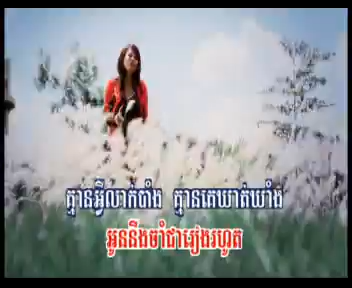 គ្មានអ្វីលាក់បាំង គ្មានគេឃាត់ឃាំង
អូននឹងចាំជារៀងរហូត